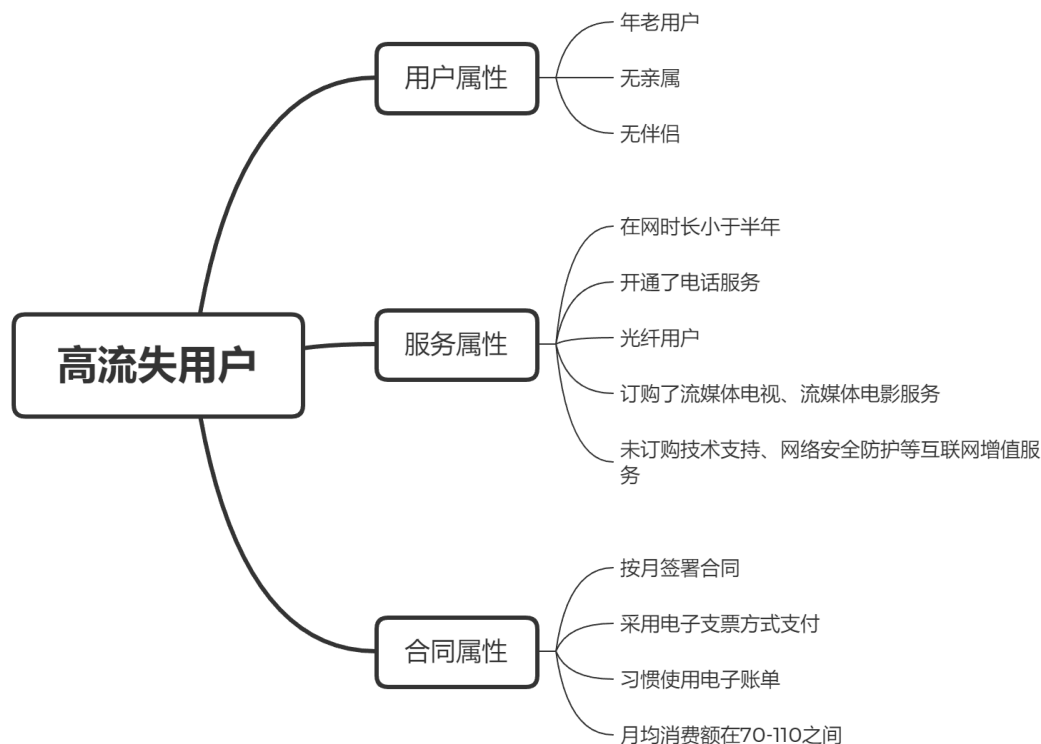 高流失用户
用户属性
年老用户
无亲属
无伴侣
服务属性
在网时长小于半年
开通了电话服务
光纤用户
订购了流媒体电视、流媒体电影服务
未订购技术支持、网络安全防护等互联网增值服
务
合同属性
按月签署合同
采用电子支票方式支付
习惯使用电子账单
月均消费额在70-110之间